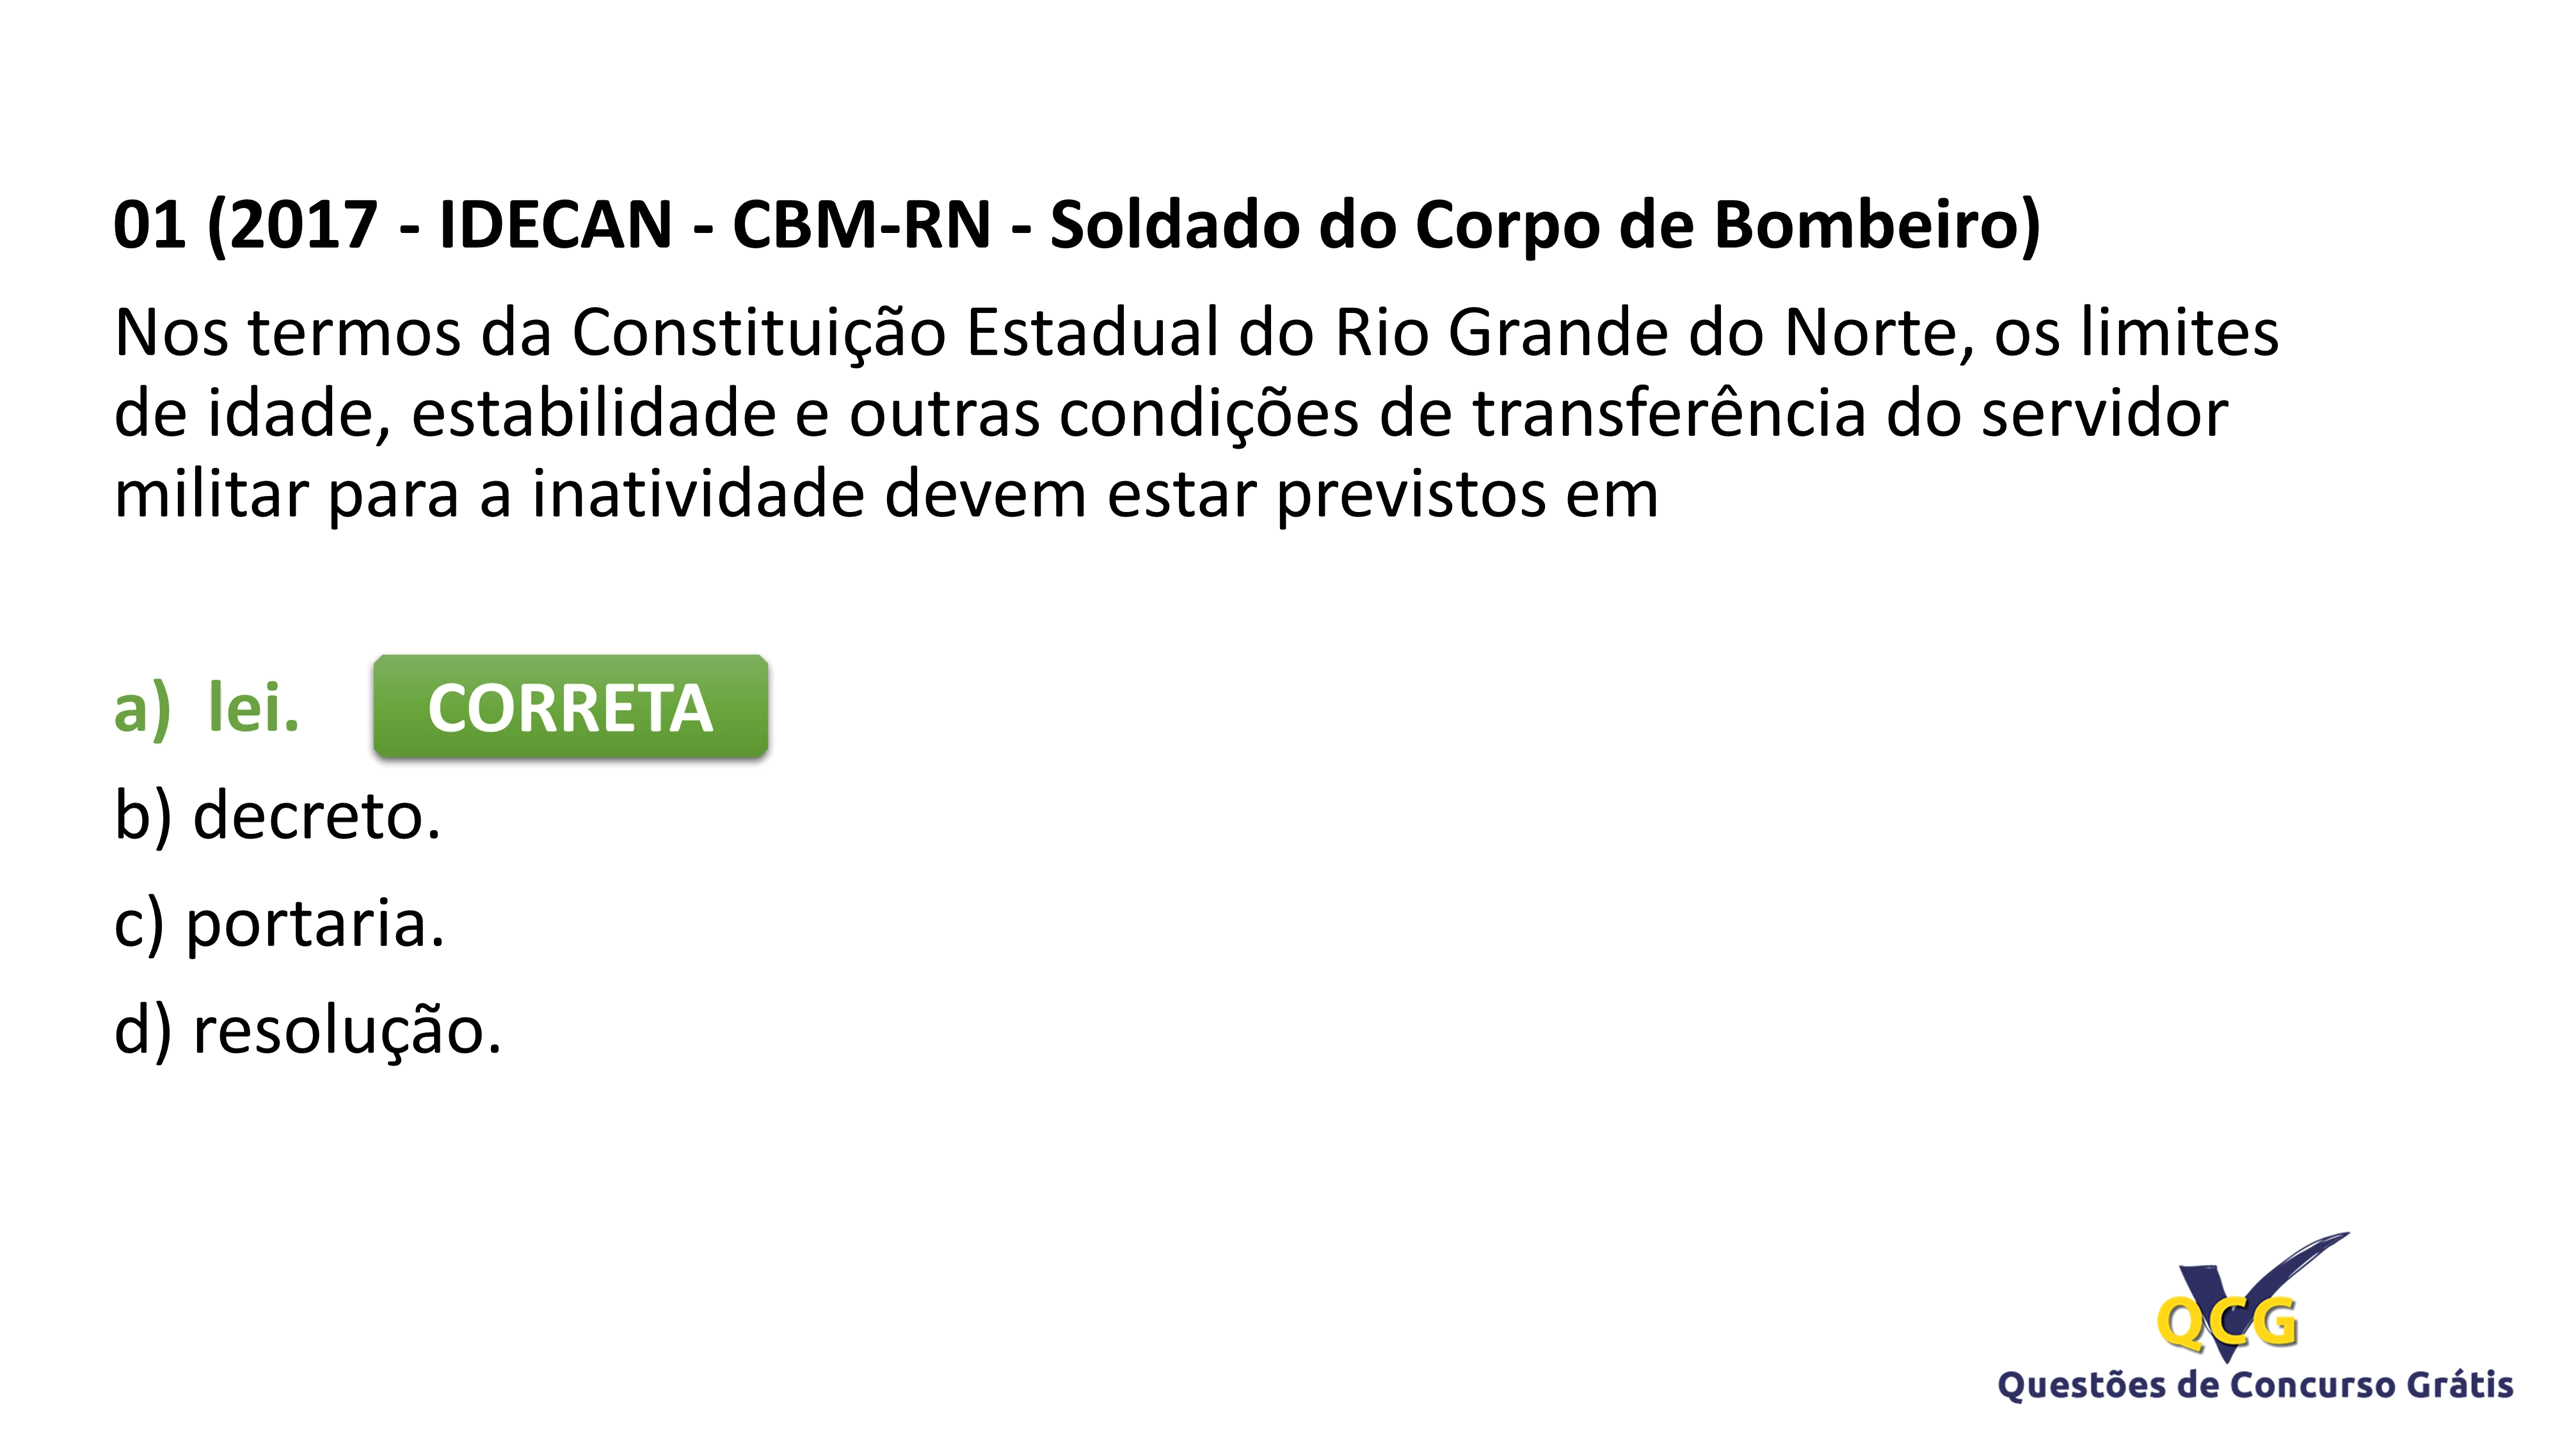 01 (2017 - IDECAN - CBM-RN - Soldado do Corpo de Bombeiro)
Nos termos da Constituição Estadual do Rio Grande do Norte, os limites
de idade, estabilidade e outras condições de transferência do servidor
militar para a inatividade devem estar previstos em
a) lei. CORRETA
b) decreto.
c) portaria.
d) resolução.
QCG
Questões de Concurso Grátis